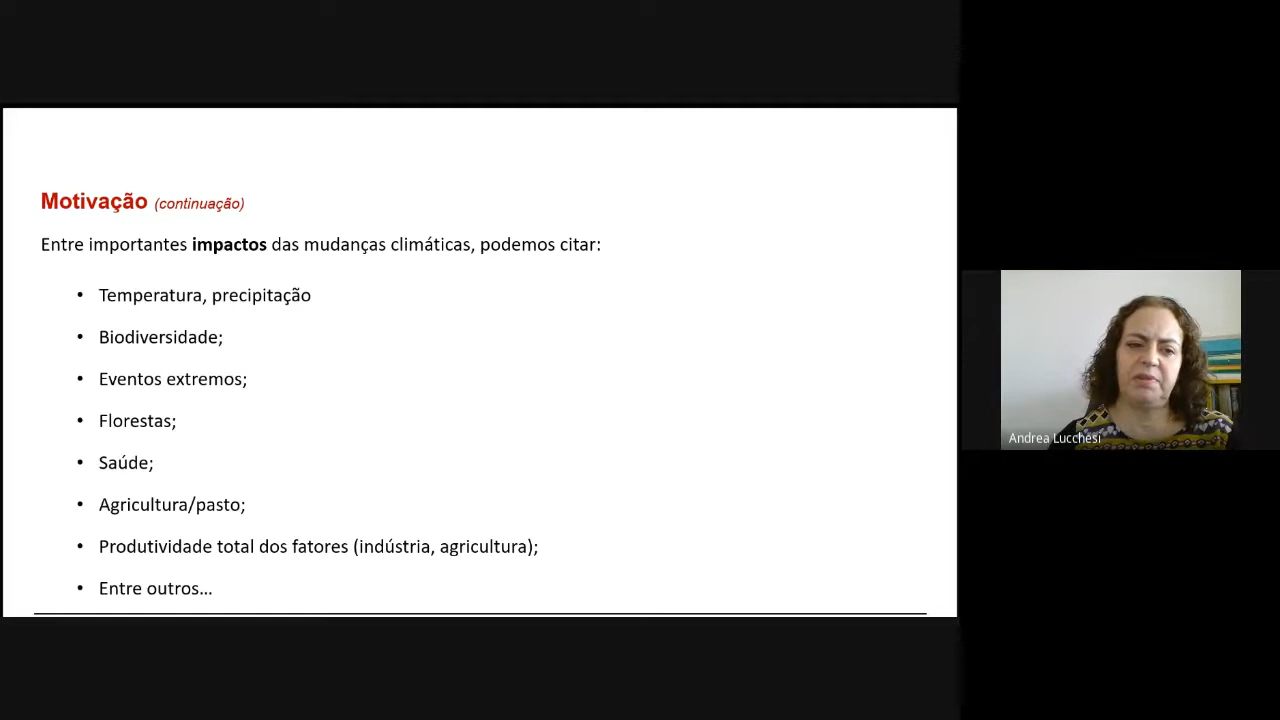 Motivação (continuação)
Entre importantes impactos das mudanças climáticas, podemos citar:
• Temperatura, precipitação
• Biodiversidade;
• Eventos extremos;
• Florestas;
• Saúde;
• Agricultura/pasto;
• Produtividade total dos fatores (indústria, agricultura);
• Entre outros...
Andrea Lucchesi